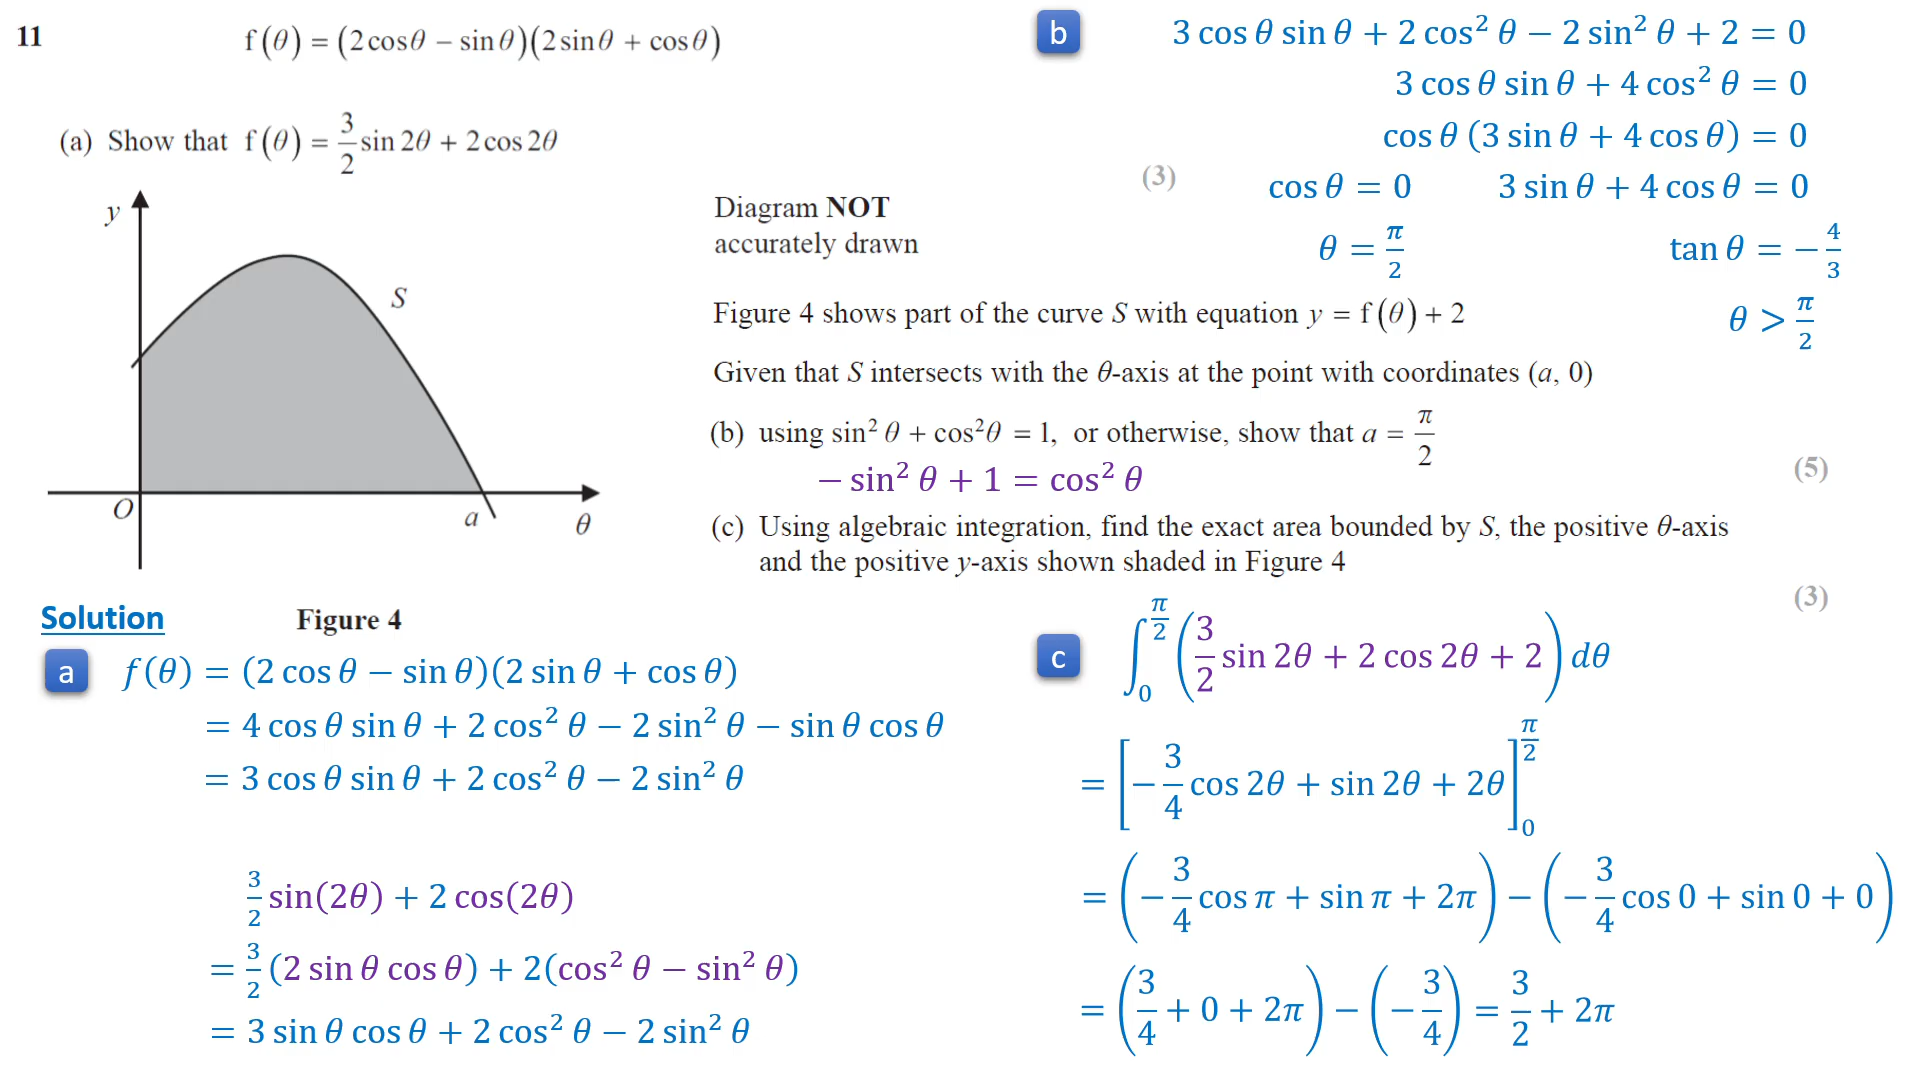 11
f(θ) = (2cosθ − sinθ)(2sinθ + cosθ)
(a) Show that f(θ) = 3/2 sin 2θ + 2cos 2θ
(3)
y
S
O
a
θ
Figure 4
Diagram NOT
accurately drawn
Figure 4 shows part of the curve S with equation y = f(θ) + 2
Given that S intersects with the θ-axis at the point with coordinates (a, 0)
(b) using sin² θ + cos²θ = 1, or otherwise, show that a = π/2
− sin² θ + 1 = cos² θ
(5)
(c) Using algebraic integration, find the exact area bounded by S, the positive θ-axis
and the positive y-axis shown shaded in Figure 4
(3)
Solution
a
f(θ) = (2 cos θ − sin θ)(2 sin θ + cos θ)
= 4 cos θ sin θ + 2 cos² θ − 2 sin² θ − sin θ cos θ
= 3 cos θ sin θ + 2 cos² θ − 2 sin² θ
3/2 sin(2θ) + 2 cos(2θ)
= 3/2 (2 sin θ cos θ) + 2(cos² θ − sin² θ)
= 3 sin θ cos θ + 2 cos² θ − 2 sin² θ
b
3 cos θ sin θ + 2 cos² θ − 2 sin² θ + 2 = 0
3 cos θ sin θ + 4 cos² θ = 0
cos θ (3 sin θ + 4 cos θ) = 0
cos θ = 0 3 sin θ + 4 cos θ = 0
θ = π/2 tan θ = − 4/3
θ > π/2
c
∫₀^(π/2) (3/2 sin 2θ + 2 cos 2θ + 2) dθ
= [− 3/4 cos 2θ + sin 2θ + 2θ]₀^(π/2)
= (− 3/4 cos π + sin π + 2π) − (− 3/4 cos 0 + sin 0 + 0)
= (3/4 + 0 + 2π) − (− 3/4) = 3/2 + 2π